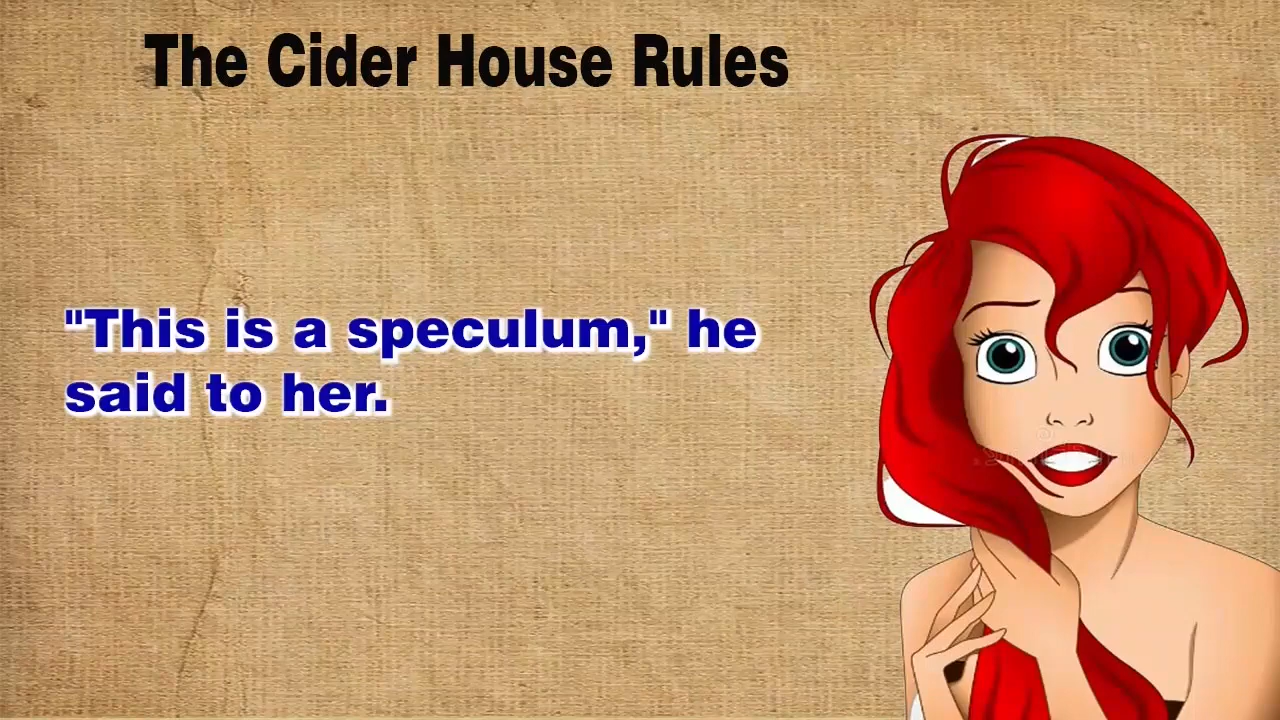 The Cider House Rules
"This is a speculum," he
said to her.